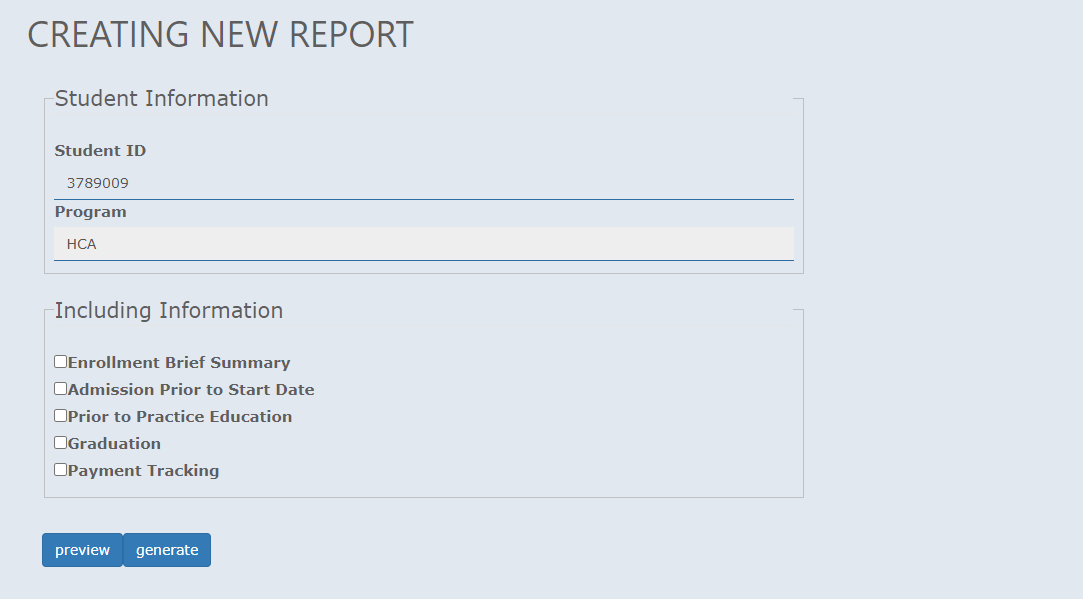 CREATING NEW REPORT
Student Information
Student ID
3789009
Program
HCA
Including Information
Enrollment Brief Summary
Admission Prior to Start Date
Prior to Practice Education
Graduation
Payment Tracking
preview generate